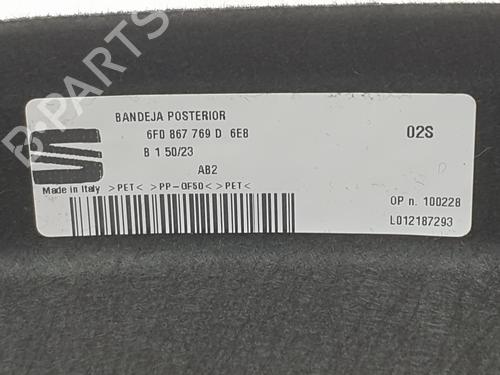 BANDEJA POSTERIOR
6F0 867 769 D 6E8
02S
B 1 50/23
AB2
Made in Italy >PET< >PP-GF50< >PET<
OP n. 100228
L012187293
B-PARTS